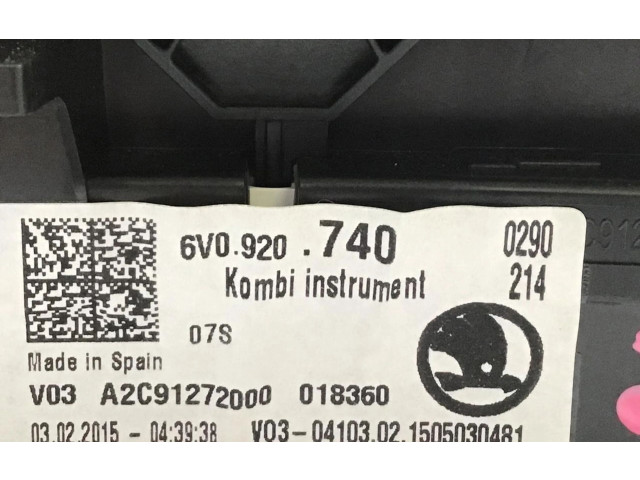 6V0.920 .740 0290
Kombi instrument 214
07S
Made in Spain
V03 A2C91272000 018360
03.02.2015 - 04:39:38 V03-04103.02.1505030481